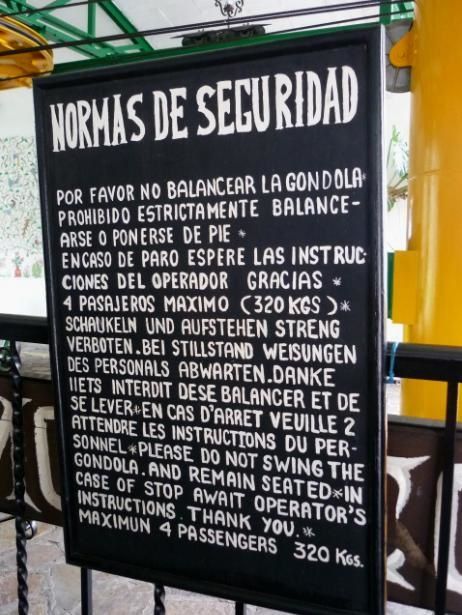 NORMAS DE SEGURIDAD
POR FAVOR NO BALANCEAR LA GONDOLA*
PROHIBIDO ESTRICTAMENTE BALANCE-
ARSE O PONERSE DE PIE *
EN CASO DE PARO ESPERE LAS INSTRUC-
CIONES DEL OPERADOR GRACIAS *
4 PASAJEROS MAXIMO (320 KGS)*
SCHAUKELN UND AUFSTEHEN STRENG
VERBOTEN. BEI STILLSTAND WEISUNGEN
DES PERSONALS ABWARTEN. DANKE
IIETS INTERDIT DESE BALANCER ET DE
SE LEVER*EN CAS D'ARRET VEUILLE 2
ATTENDRE LES INSTRUCTIONS DU PER-
SONNEL*PLEASE DO NOT SWING THE
GONDOLA. AND REMAIN SEATED*IN
CASE OF STOP AWAIT OPERATOR'S
INSTRUCTIONS. THANK YOU.*
MAXIMUN 4 PASSENGERS 320 KGS.